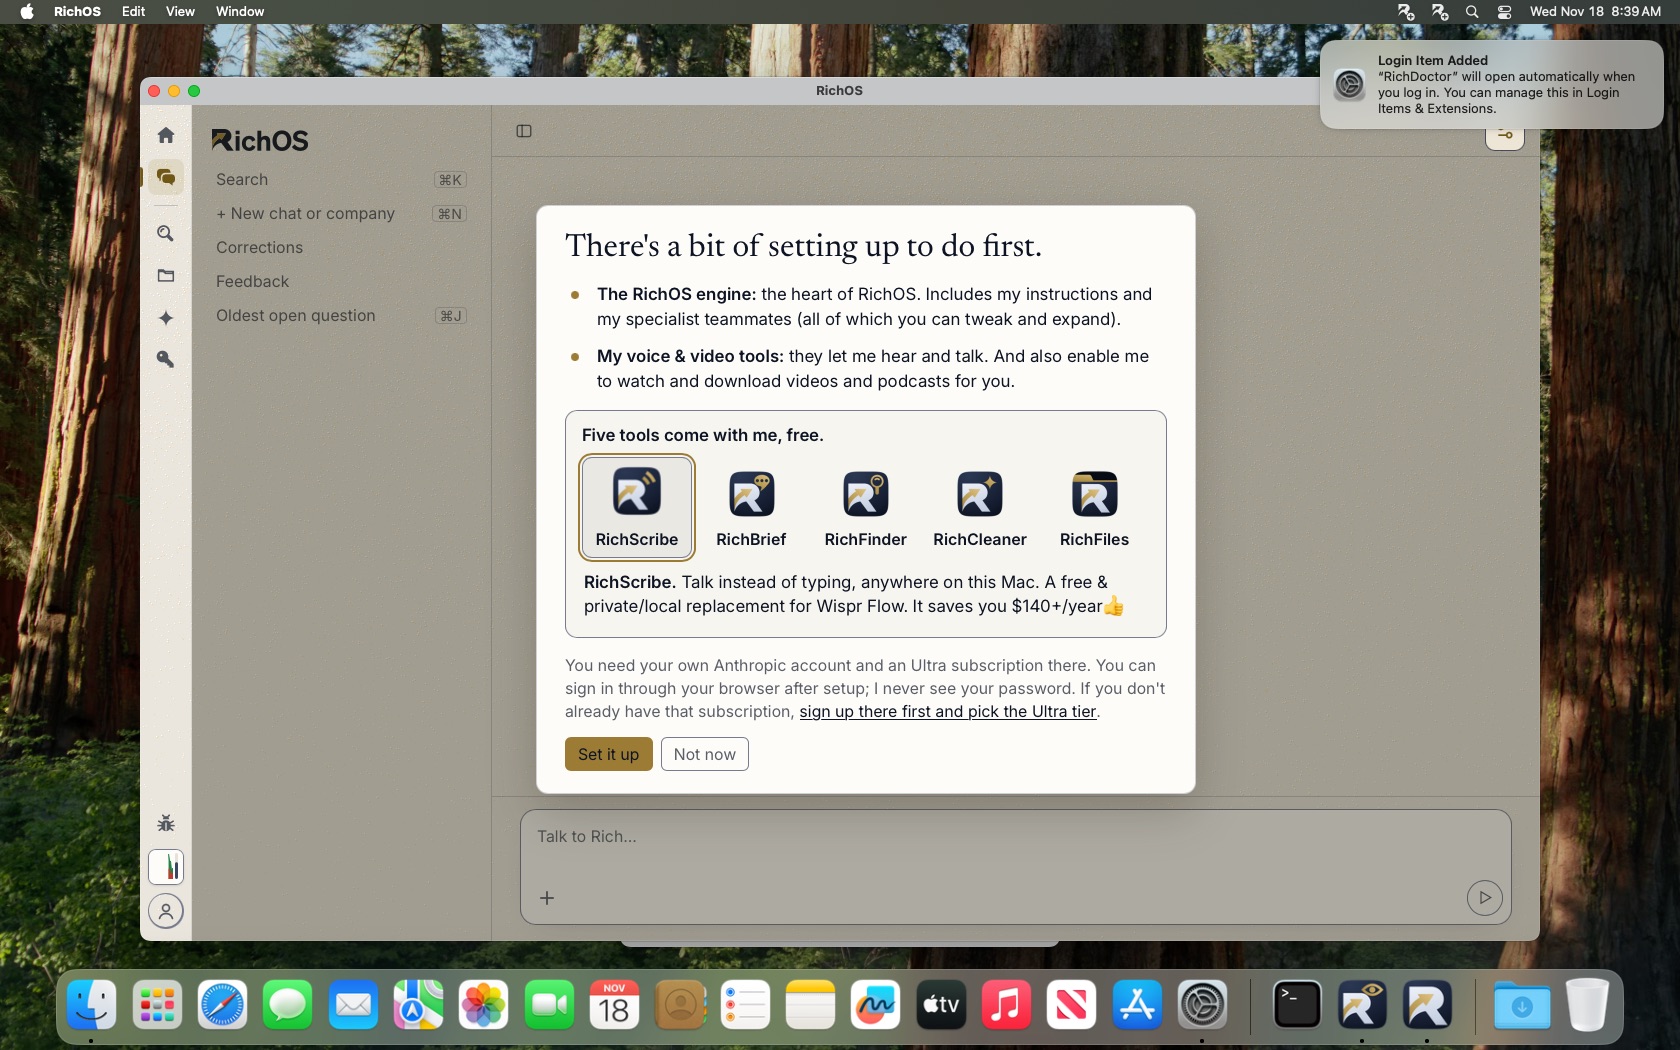 RichOS Edit View Window
Wed Nov 18 8:39 AM
Login Item Added
“RichDoctor” will open automatically when
you log in. You can manage this in Login
Items & Extensions.
RichOS
RichOS
Search ⌘K
+ New chat or company ⌘N
Corrections
Feedback
Oldest open question ⌘J
There's a bit of setting up to do first.
The RichOS engine: the heart of RichOS. Includes my instructions and
my specialist teammates (all of which you can tweak and expand).
My voice & video tools: they let me hear and talk. And also enable me
to watch and download videos and podcasts for you.
Five tools come with me, free.
RichScribe RichBrief RichFinder RichCleaner RichFiles
RichScribe. Talk instead of typing, anywhere on this Mac. A free &
private/local replacement for Wispr Flow. It saves you $140+/year👍
You need your own Anthropic account and an Ultra subscription there. You can
sign in through your browser after setup; I never see your password. If you don't
already have that subscription, sign up there first and pick the Ultra tier.
Set it up Not now
Talk to Rich...
NOV
18
tv